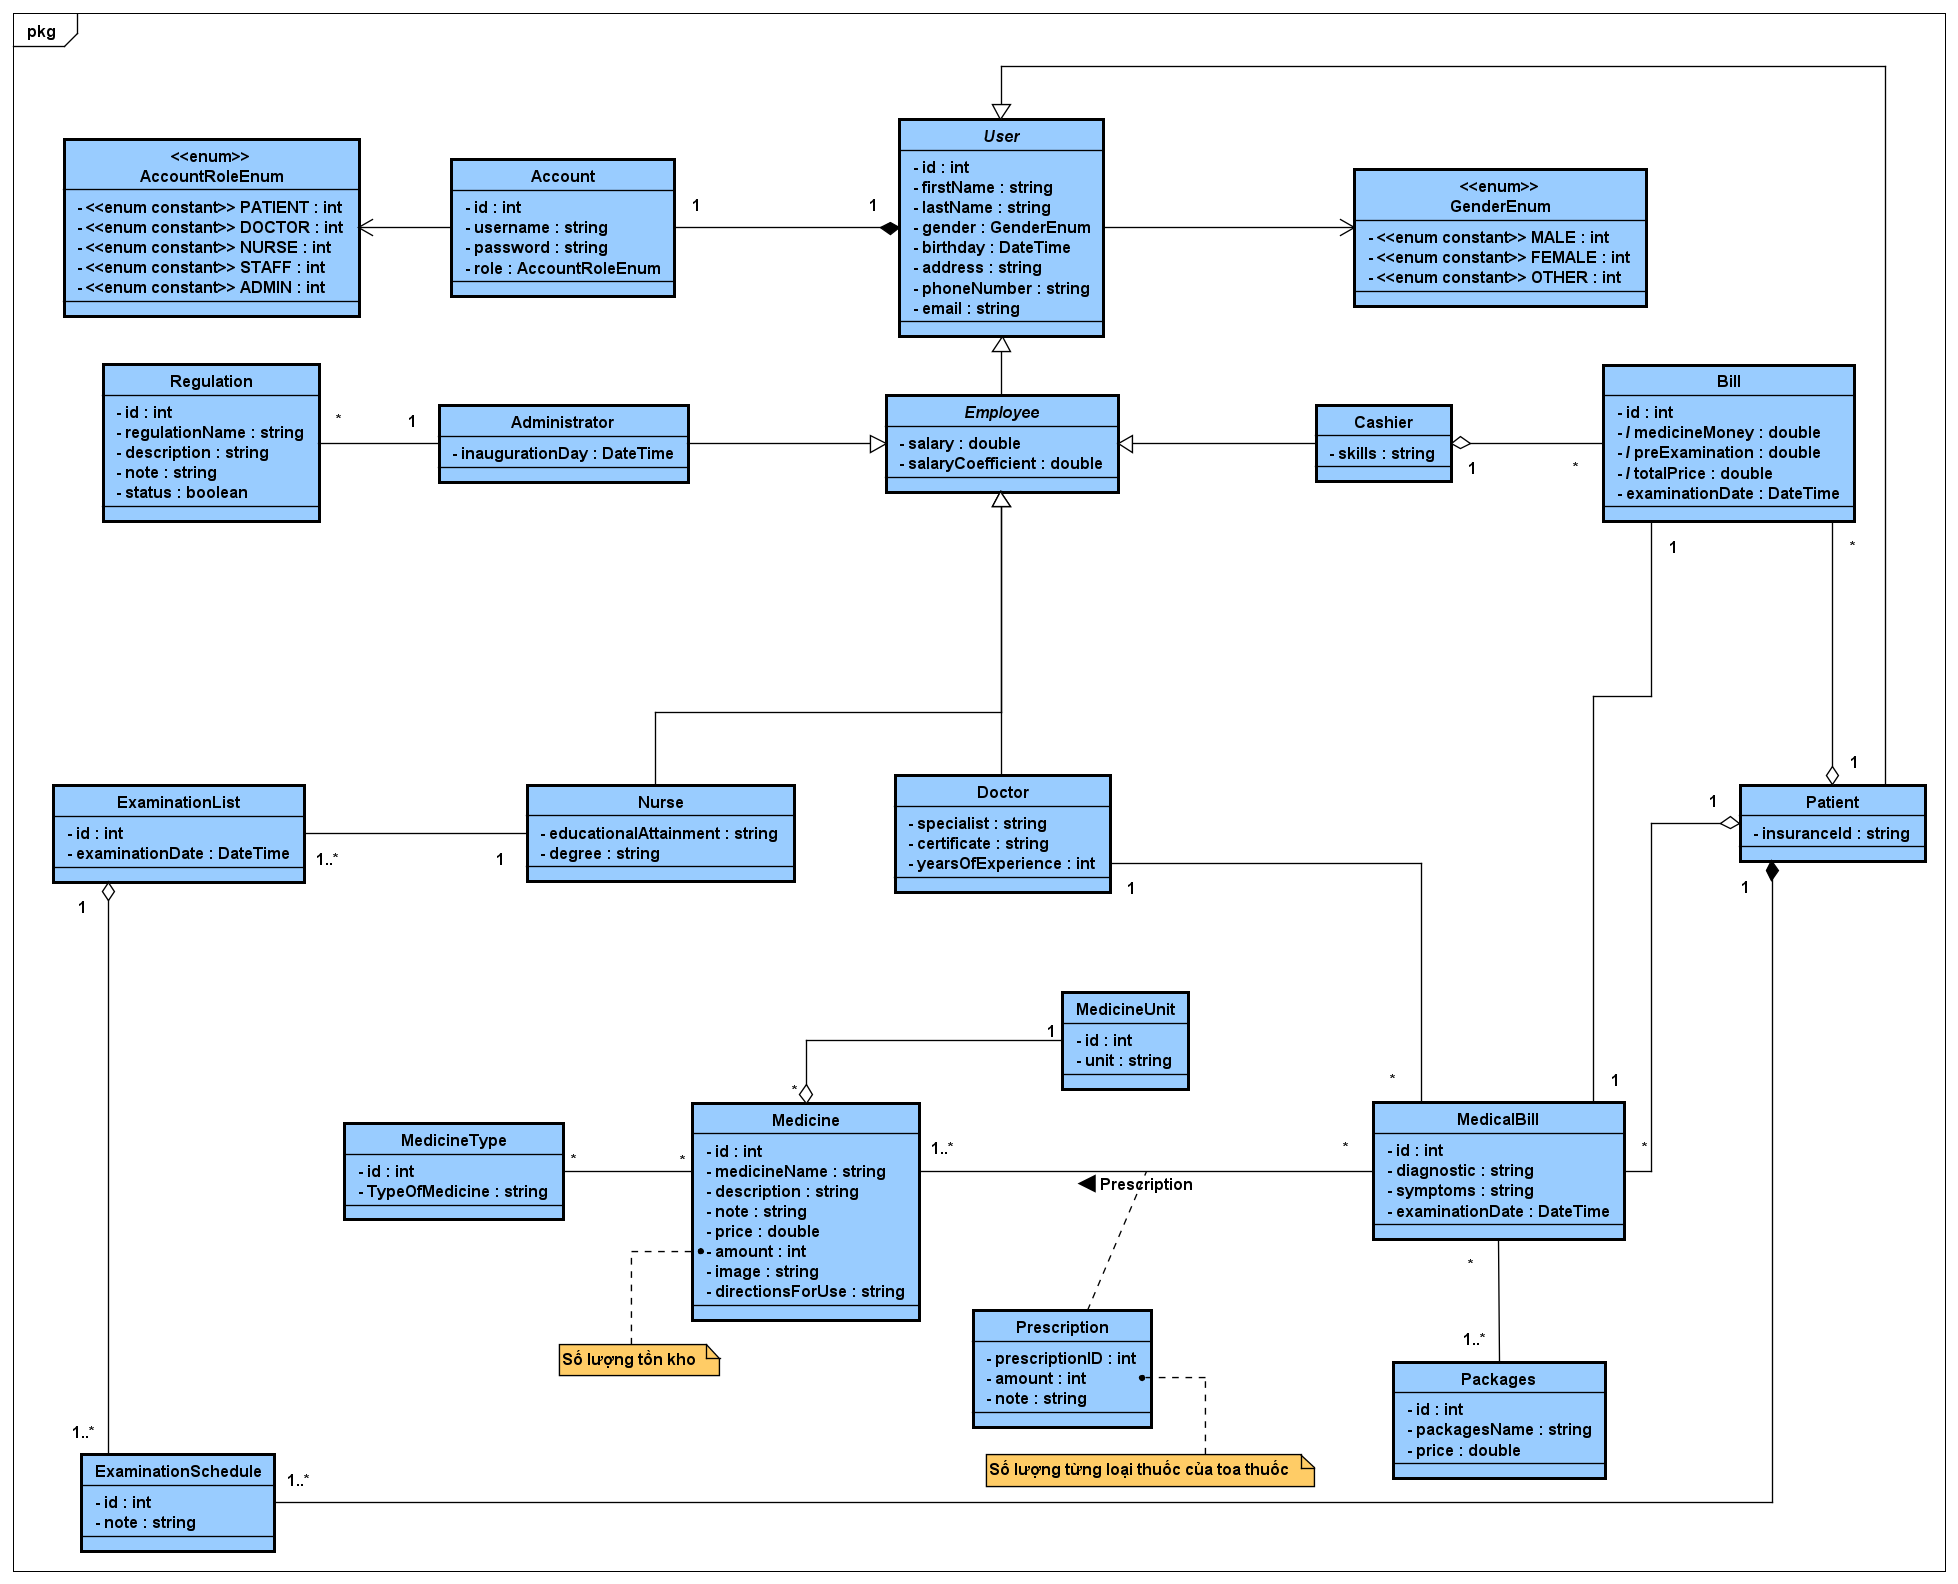 pkg
User
- id : int
- firstName : string
- lastName : string
- gender : GenderEnum
- birthday : DateTime
- address : string
- phoneNumber : string
- email : string
<<enum>>
AccountRoleEnum
- <<enum constant>> PATIENT : int
- <<enum constant>> DOCTOR : int
- <<enum constant>> NURSE : int
- <<enum constant>> STAFF : int
- <<enum constant>> ADMIN : int
Account
- id : int
- username : string
- password : string
- role : AccountRoleEnum
1
1
<<enum>>
GenderEnum
- <<enum constant>> MALE : int
- <<enum constant>> FEMALE : int
- <<enum constant>> OTHER : int
Regulation
- id : int
- regulationName : string
- description : string
- note : string
- status : boolean
*
1
Administrator
- inaugurationDay : DateTime
Employee
- salary : double
- salaryCoefficient : double
Cashier
- skills : string
1
*
Bill
- id : int
- / medicineMoney : double
- / preExamination : double
- / totalPrice : double
- examinationDate : DateTime
1
*
ExaminationList
- id : int
- examinationDate : DateTime
1..*
1
1
Nurse
- educationalAttainment : string
- degree : string
Doctor
- specialist : string
- certificate : string
- yearsOfExperience : int
1
1
1
Patient
- insuranceId : string
1
MedicineUnit
- id : int
- unit : string
1
*
*
1
MedicineType
- id : int
- TypeOfMedicine : string
*
*
Medicine
- id : int
- medicineName : string
- description : string
- note : string
- price : double
- amount : int
- image : string
- directionsForUse : string
1..*
*
◀ Prescription
MedicalBill
- id : int
- diagnostic : string
- symptoms : string
- examinationDate : DateTime
*
*
1..*
Số lượng tồn kho
Prescription
- prescriptionID : int
- amount : int
- note : string
Số lượng từng loại thuốc của toa thuốc
Packages
- id : int
- packagesName : string
- price : double
1..*
ExaminationSchedule
- id : int
- note : string
1..*